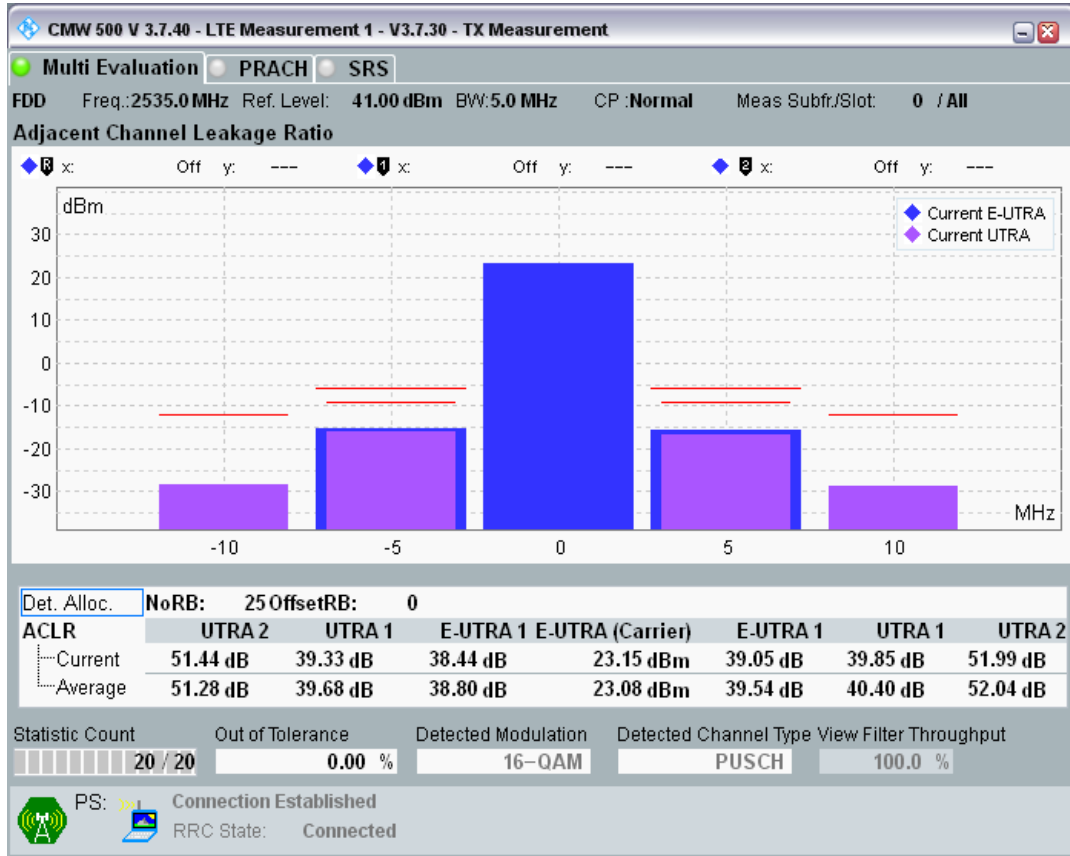 CMW 500 V 3.7.40 - LTE Measurement 1 - V3.7.30 - TX Measurement
Multi Evaluation PRACH SRS
FDD Freq.:2535.0 MHz Ref. Level: 41.00 dBm BW:5.0 MHz CP :Normal Meas Subfr./Slot: 0 / All
Adjacent Channel Leakage Ratio
R x: Off y: --- 1 x: Off y: --- 2 x: Off y: ---
dBm
Current E-UTRA
Current UTRA
30
20
10
0
-10
-20
-30
MHz
-10 -5 0 5 10
Det. Alloc. NoRB: 25 OffsetRB: 0
ACLR UTRA 2 UTRA 1 E-UTRA 1 E-UTRA (Carrier) E-UTRA 1 UTRA 1 UTRA 2
Current 51.44 dB 39.33 dB 38.44 dB 23.15 dBm 39.05 dB 39.85 dB 51.99 dB
Average 51.28 dB 39.68 dB 38.80 dB 23.08 dBm 39.54 dB 40.40 dB 52.04 dB
Statistic Count Out of Tolerance Detected Modulation Detected Channel Type View Filter Throughput
20 / 20 0.00 % 16-QAM PUSCH 100.0 %
PS: Connection Established
RRC State: Connected